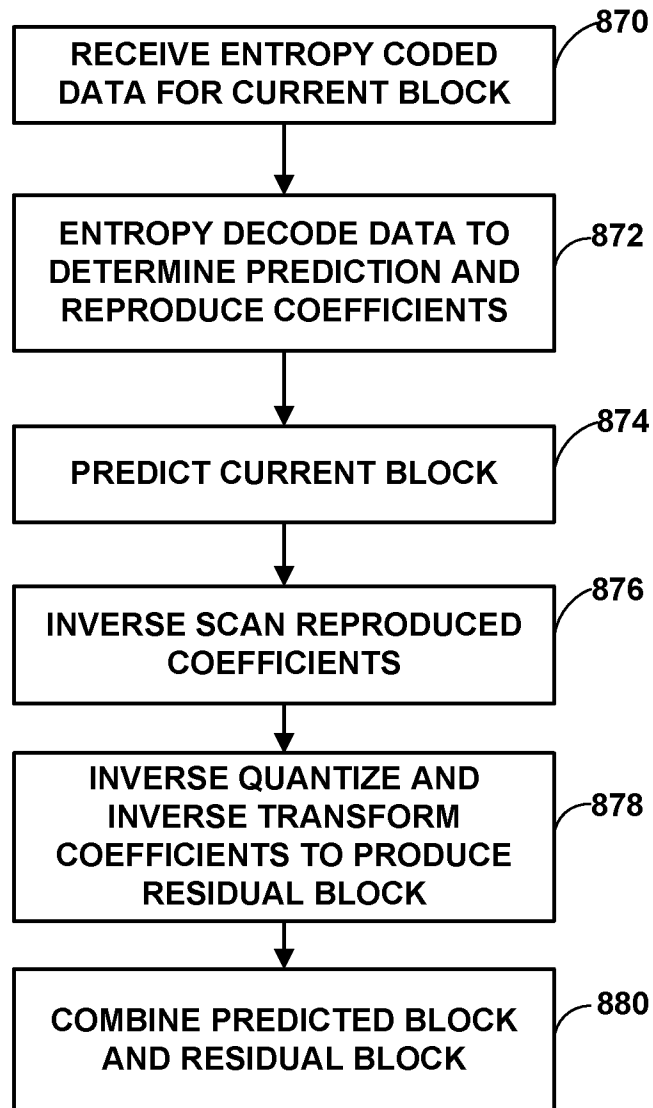 870
RECEIVE ENTROPY CODED
DATA FOR CURRENT BLOCK
872
ENTROPY DECODE DATA TO
DETERMINE PREDICTION AND
REPRODUCE COEFFICIENTS
874
PREDICT CURRENT BLOCK
876
INVERSE SCAN REPRODUCED
COEFFICIENTS
878
INVERSE QUANTIZE AND
INVERSE TRANSFORM
COEFFICIENTS TO PRODUCE
RESIDUAL BLOCK
880
COMBINE PREDICTED BLOCK
AND RESIDUAL BLOCK